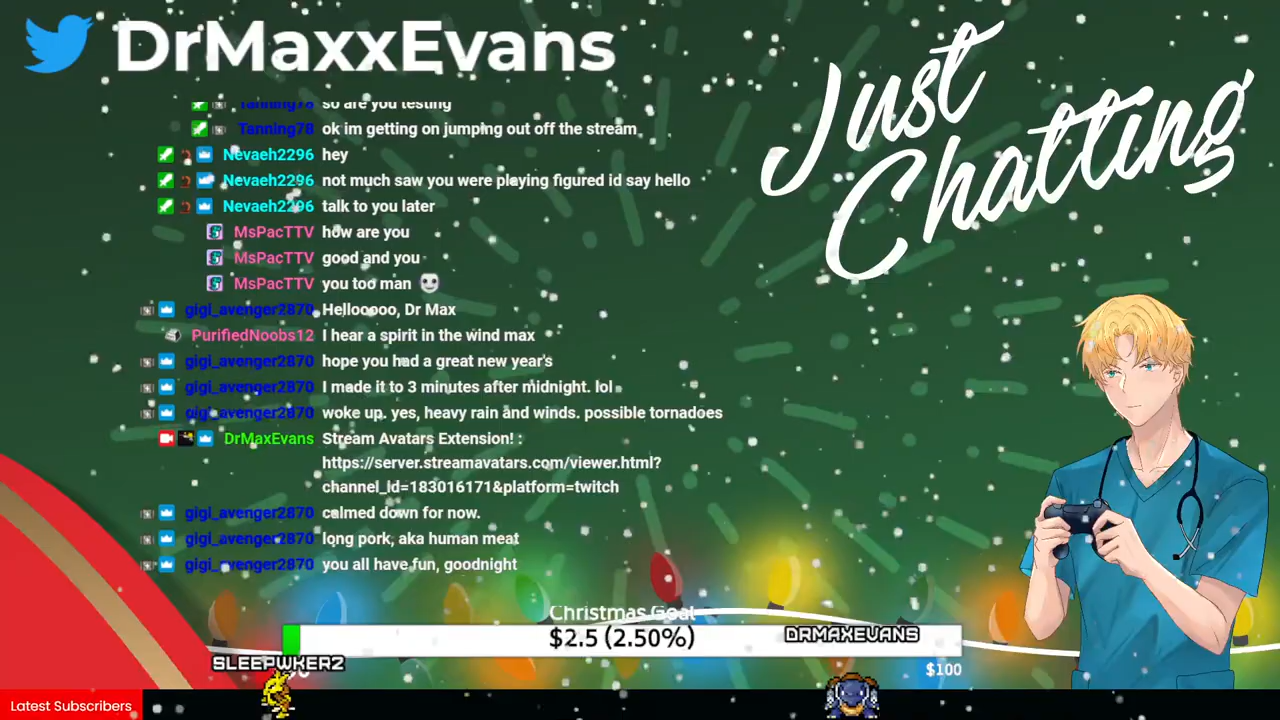 DrMaxxEvans
Just
Chatting
Tanning78 so are you testing
Tanning78 ok im getting on jumping out off the stream
Nevaeh2296 hey
Nevaeh2296 not much saw you were playing figured id say hello
Nevaeh2296 talk to you later
MsPacTTV how are you
MsPacTTV good and you
MsPacTTV you too man
gigi_avenger2870 Hellooooo, Dr Max
PurifiedNoobs12 I hear a spirit in the wind max
gigi_avenger2870 hope you had a great new year's
gigi_avenger2870 I made it to 3 minutes after midnight. lol
gigi_avenger2870 woke up. yes, heavy rain and winds. possible tornadoes
DrMaxEvans Stream Avatars Extension! :
https://server.streamavatars.com/viewer.html?
channel_id=183016171&platform=twitch
gigi_avenger2870 calmed down for now.
gigi_avenger2870 long pork, aka human meat
gigi_avenger2870 you all have fun, goodnight
Christmas Goal
$2.5 (2.50%)
DRMAXEVANS
SLEEPWKER2
$100
Latest Subscribers